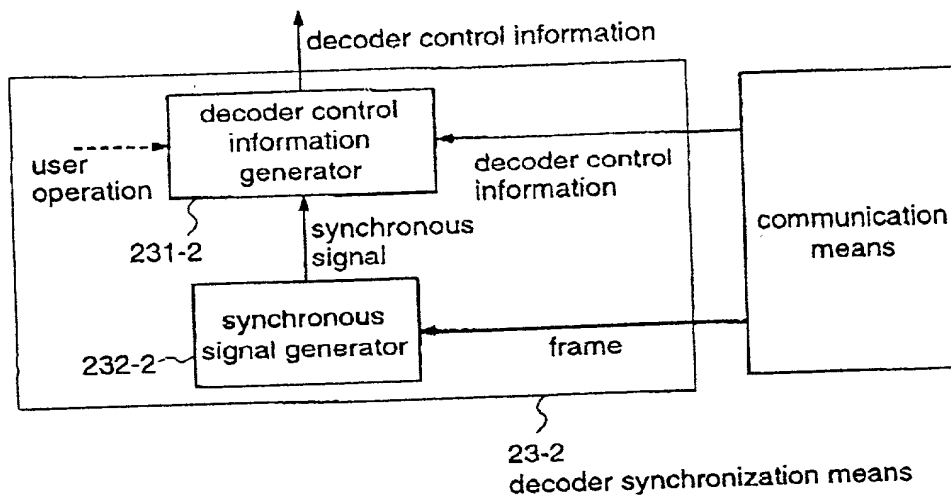 decoder control information
decoder control
information
generator
user
operation
decoder control
information
231-2
synchronous
signal
communication
means
synchronous
signal generator
232-2
frame
23-2
decoder synchronization means